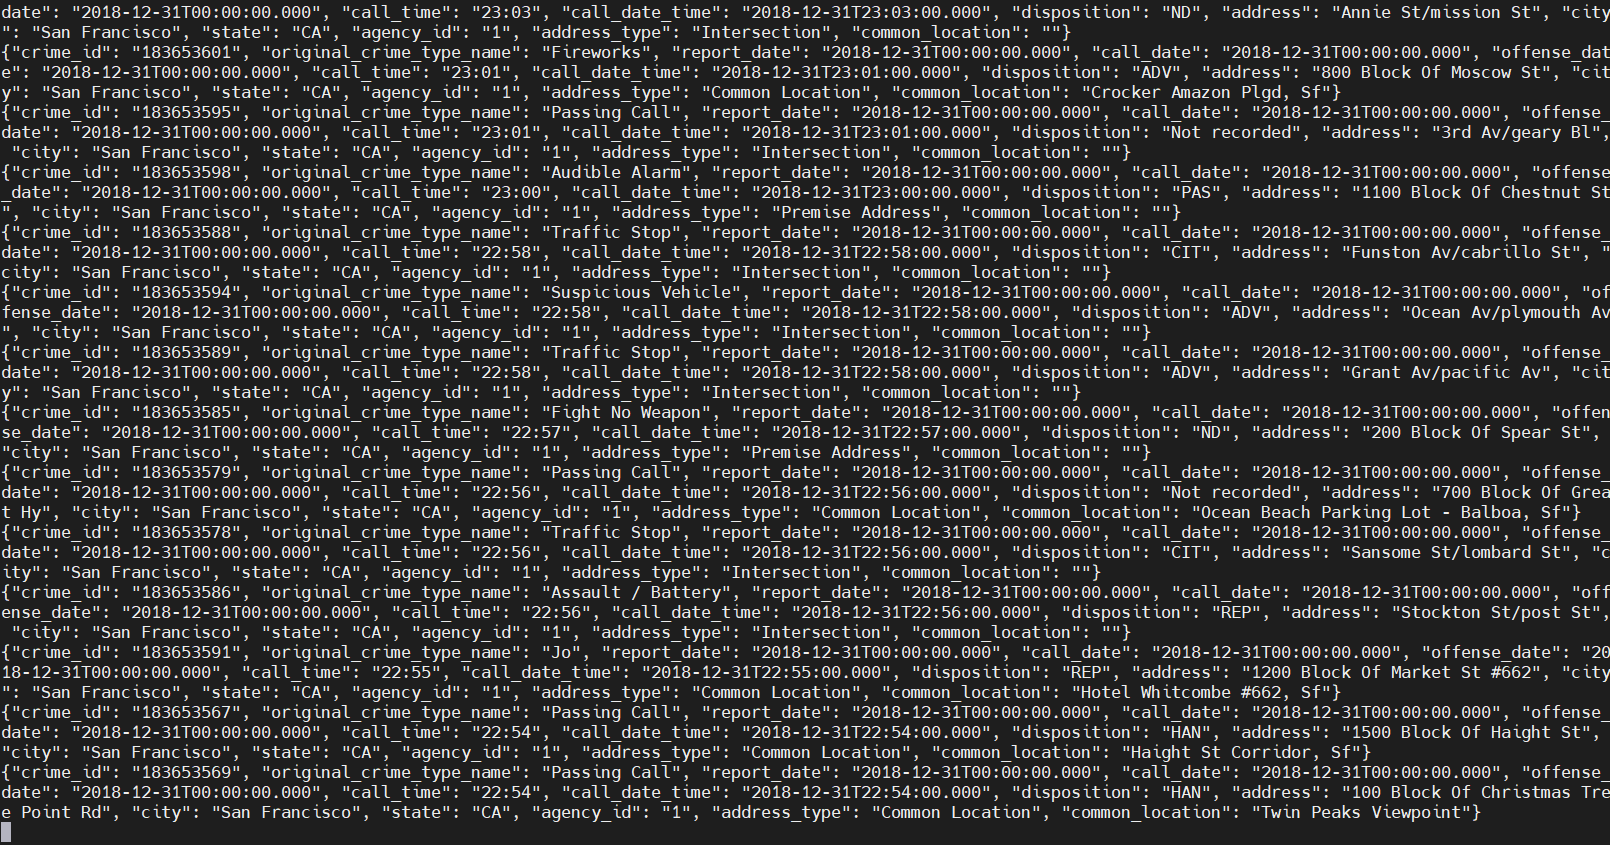 date": "2018-12-31T00:00:00.000", "call_time": "23:03", "call_date_time": "2018-12-31T23:03:00.000", "disposition": "ND", "address": "Annie St/mission St", "city
": "San Francisco", "state": "CA", "agency_id": "1", "address_type": "Intersection", "common_location": ""}
{"crime_id": "183653601", "original_crime_type_name": "Fireworks", "report_date": "2018-12-31T00:00:00.000", "call_date": "2018-12-31T00:00:00.000", "offense_dat
e": "2018-12-31T00:00:00.000", "call_time": "23:01", "call_date_time": "2018-12-31T23:01:00.000", "disposition": "ADV", "address": "800 Block Of Moscow St", "cit
y": "San Francisco", "state": "CA", "agency_id": "1", "address_type": "Common Location", "common_location": "Crocker Amazon Plgd, Sf"}
{"crime_id": "183653595", "original_crime_type_name": "Passing Call", "report_date": "2018-12-31T00:00:00.000", "call_date": "2018-12-31T00:00:00.000", "offense_
date": "2018-12-31T00:00:00.000", "call_time": "23:01", "call_date_time": "2018-12-31T23:01:00.000", "disposition": "Not recorded", "address": "3rd Av/geary Bl",
"city": "San Francisco", "state": "CA", "agency_id": "1", "address_type": "Intersection", "common_location": ""}
{"crime_id": "183653598", "original_crime_type_name": "Audible Alarm", "report_date": "2018-12-31T00:00:00.000", "call_date": "2018-12-31T00:00:00.000", "offense
_date": "2018-12-31T00:00:00.000", "call_time": "23:00", "call_date_time": "2018-12-31T23:00:00.000", "disposition": "PAS", "address": "1100 Block Of Chestnut St
", "city": "San Francisco", "state": "CA", "agency_id": "1", "address_type": "Premise Address", "common_location": ""}
{"crime_id": "183653588", "original_crime_type_name": "Traffic Stop", "report_date": "2018-12-31T00:00:00.000", "call_date": "2018-12-31T00:00:00.000", "offense_
date": "2018-12-31T00:00:00.000", "call_time": "22:58", "call_date_time": "2018-12-31T22:58:00.000", "disposition": "CIT", "address": "Funston Av/cabrillo St", "
city": "San Francisco", "state": "CA", "agency_id": "1", "address_type": "Intersection", "common_location": ""}
{"crime_id": "183653594", "original_crime_type_name": "Suspicious Vehicle", "report_date": "2018-12-31T00:00:00.000", "call_date": "2018-12-31T00:00:00.000", "of
fense_date": "2018-12-31T00:00:00.000", "call_time": "22:58", "call_date_time": "2018-12-31T22:58:00.000", "disposition": "ADV", "address": "Ocean Av/plymouth Av
", "city": "San Francisco", "state": "CA", "agency_id": "1", "address_type": "Intersection", "common_location": ""}
{"crime_id": "183653589", "original_crime_type_name": "Traffic Stop", "report_date": "2018-12-31T00:00:00.000", "call_date": "2018-12-31T00:00:00.000", "offense_
date": "2018-12-31T00:00:00.000", "call_time": "22:58", "call_date_time": "2018-12-31T22:58:00.000", "disposition": "ADV", "address": "Grant Av/pacific Av", "cit
y": "San Francisco", "state": "CA", "agency_id": "1", "address_type": "Intersection", "common_location": ""}
{"crime_id": "183653585", "original_crime_type_name": "Fight No Weapon", "report_date": "2018-12-31T00:00:00.000", "call_date": "2018-12-31T00:00:00.000", "offen
se_date": "2018-12-31T00:00:00.000", "call_time": "22:57", "call_date_time": "2018-12-31T22:57:00.000", "disposition": "ND", "address": "200 Block Of Spear St",
"city": "San Francisco", "state": "CA", "agency_id": "1", "address_type": "Premise Address", "common_location": ""}
{"crime_id": "183653579", "original_crime_type_name": "Passing Call", "report_date": "2018-12-31T00:00:00.000", "call_date": "2018-12-31T00:00:00.000", "offense_
date": "2018-12-31T00:00:00.000", "call_time": "22:56", "call_date_time": "2018-12-31T22:56:00.000", "disposition": "Not recorded", "address": "700 Block Of Grea
t Hy", "city": "San Francisco", "state": "CA", "agency_id": "1", "address_type": "Common Location", "common_location": "Ocean Beach Parking Lot - Balboa, Sf"}
{"crime_id": "183653578", "original_crime_type_name": "Traffic Stop", "report_date": "2018-12-31T00:00:00.000", "call_date": "2018-12-31T00:00:00.000", "offense_
date": "2018-12-31T00:00:00.000", "call_time": "22:56", "call_date_time": "2018-12-31T22:56:00.000", "disposition": "CIT", "address": "Sansome St/lombard St", "c
ity": "San Francisco", "state": "CA", "agency_id": "1", "address_type": "Intersection", "common_location": ""}
{"crime_id": "183653586", "original_crime_type_name": "Assault / Battery", "report_date": "2018-12-31T00:00:00.000", "call_date": "2018-12-31T00:00:00.000", "off
ense_date": "2018-12-31T00:00:00.000", "call_time": "22:56", "call_date_time": "2018-12-31T22:56:00.000", "disposition": "REP", "address": "Stockton St/post St",
"city": "San Francisco", "state": "CA", "agency_id": "1", "address_type": "Intersection", "common_location": ""}
{"crime_id": "183653591", "original_crime_type_name": "Jo", "report_date": "2018-12-31T00:00:00.000", "call_date": "2018-12-31T00:00:00.000", "offense_date": "20
18-12-31T00:00:00.000", "call_time": "22:55", "call_date_time": "2018-12-31T22:55:00.000", "disposition": "REP", "address": "1200 Block Of Market St #662", "city
": "San Francisco", "state": "CA", "agency_id": "1", "address_type": "Common Location", "common_location": "Hotel Whitcombe #662, Sf"}
{"crime_id": "183653567", "original_crime_type_name": "Passing Call", "report_date": "2018-12-31T00:00:00.000", "call_date": "2018-12-31T00:00:00.000", "offense_
date": "2018-12-31T00:00:00.000", "call_time": "22:54", "call_date_time": "2018-12-31T22:54:00.000", "disposition": "HAN", "address": "1500 Block Of Haight St",
"city": "San Francisco", "state": "CA", "agency_id": "1", "address_type": "Common Location", "common_location": "Haight St Corridor, Sf"}
{"crime_id": "183653569", "original_crime_type_name": "Passing Call", "report_date": "2018-12-31T00:00:00.000", "call_date": "2018-12-31T00:00:00.000", "offense_
date": "2018-12-31T00:00:00.000", "call_time": "22:54", "call_date_time": "2018-12-31T22:54:00.000", "disposition": "HAN", "address": "100 Block Of Christmas Tre
e Point Rd", "city": "San Francisco", "state": "CA", "agency_id": "1", "address_type": "Common Location", "common_location": "Twin Peaks Viewpoint"}